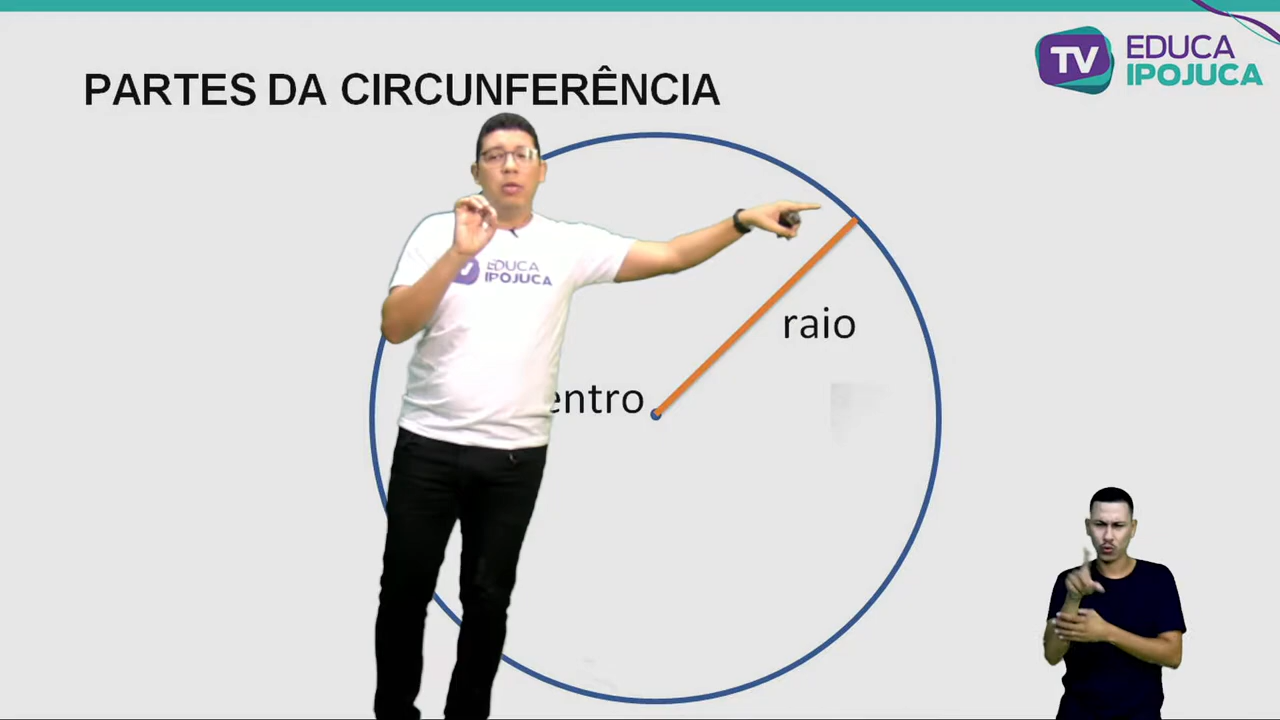 TV EDUCA
IPOJUCA
PARTES DA CIRCUNFERÊNCIA
EDUCA
IPOJUCA
raio
entro